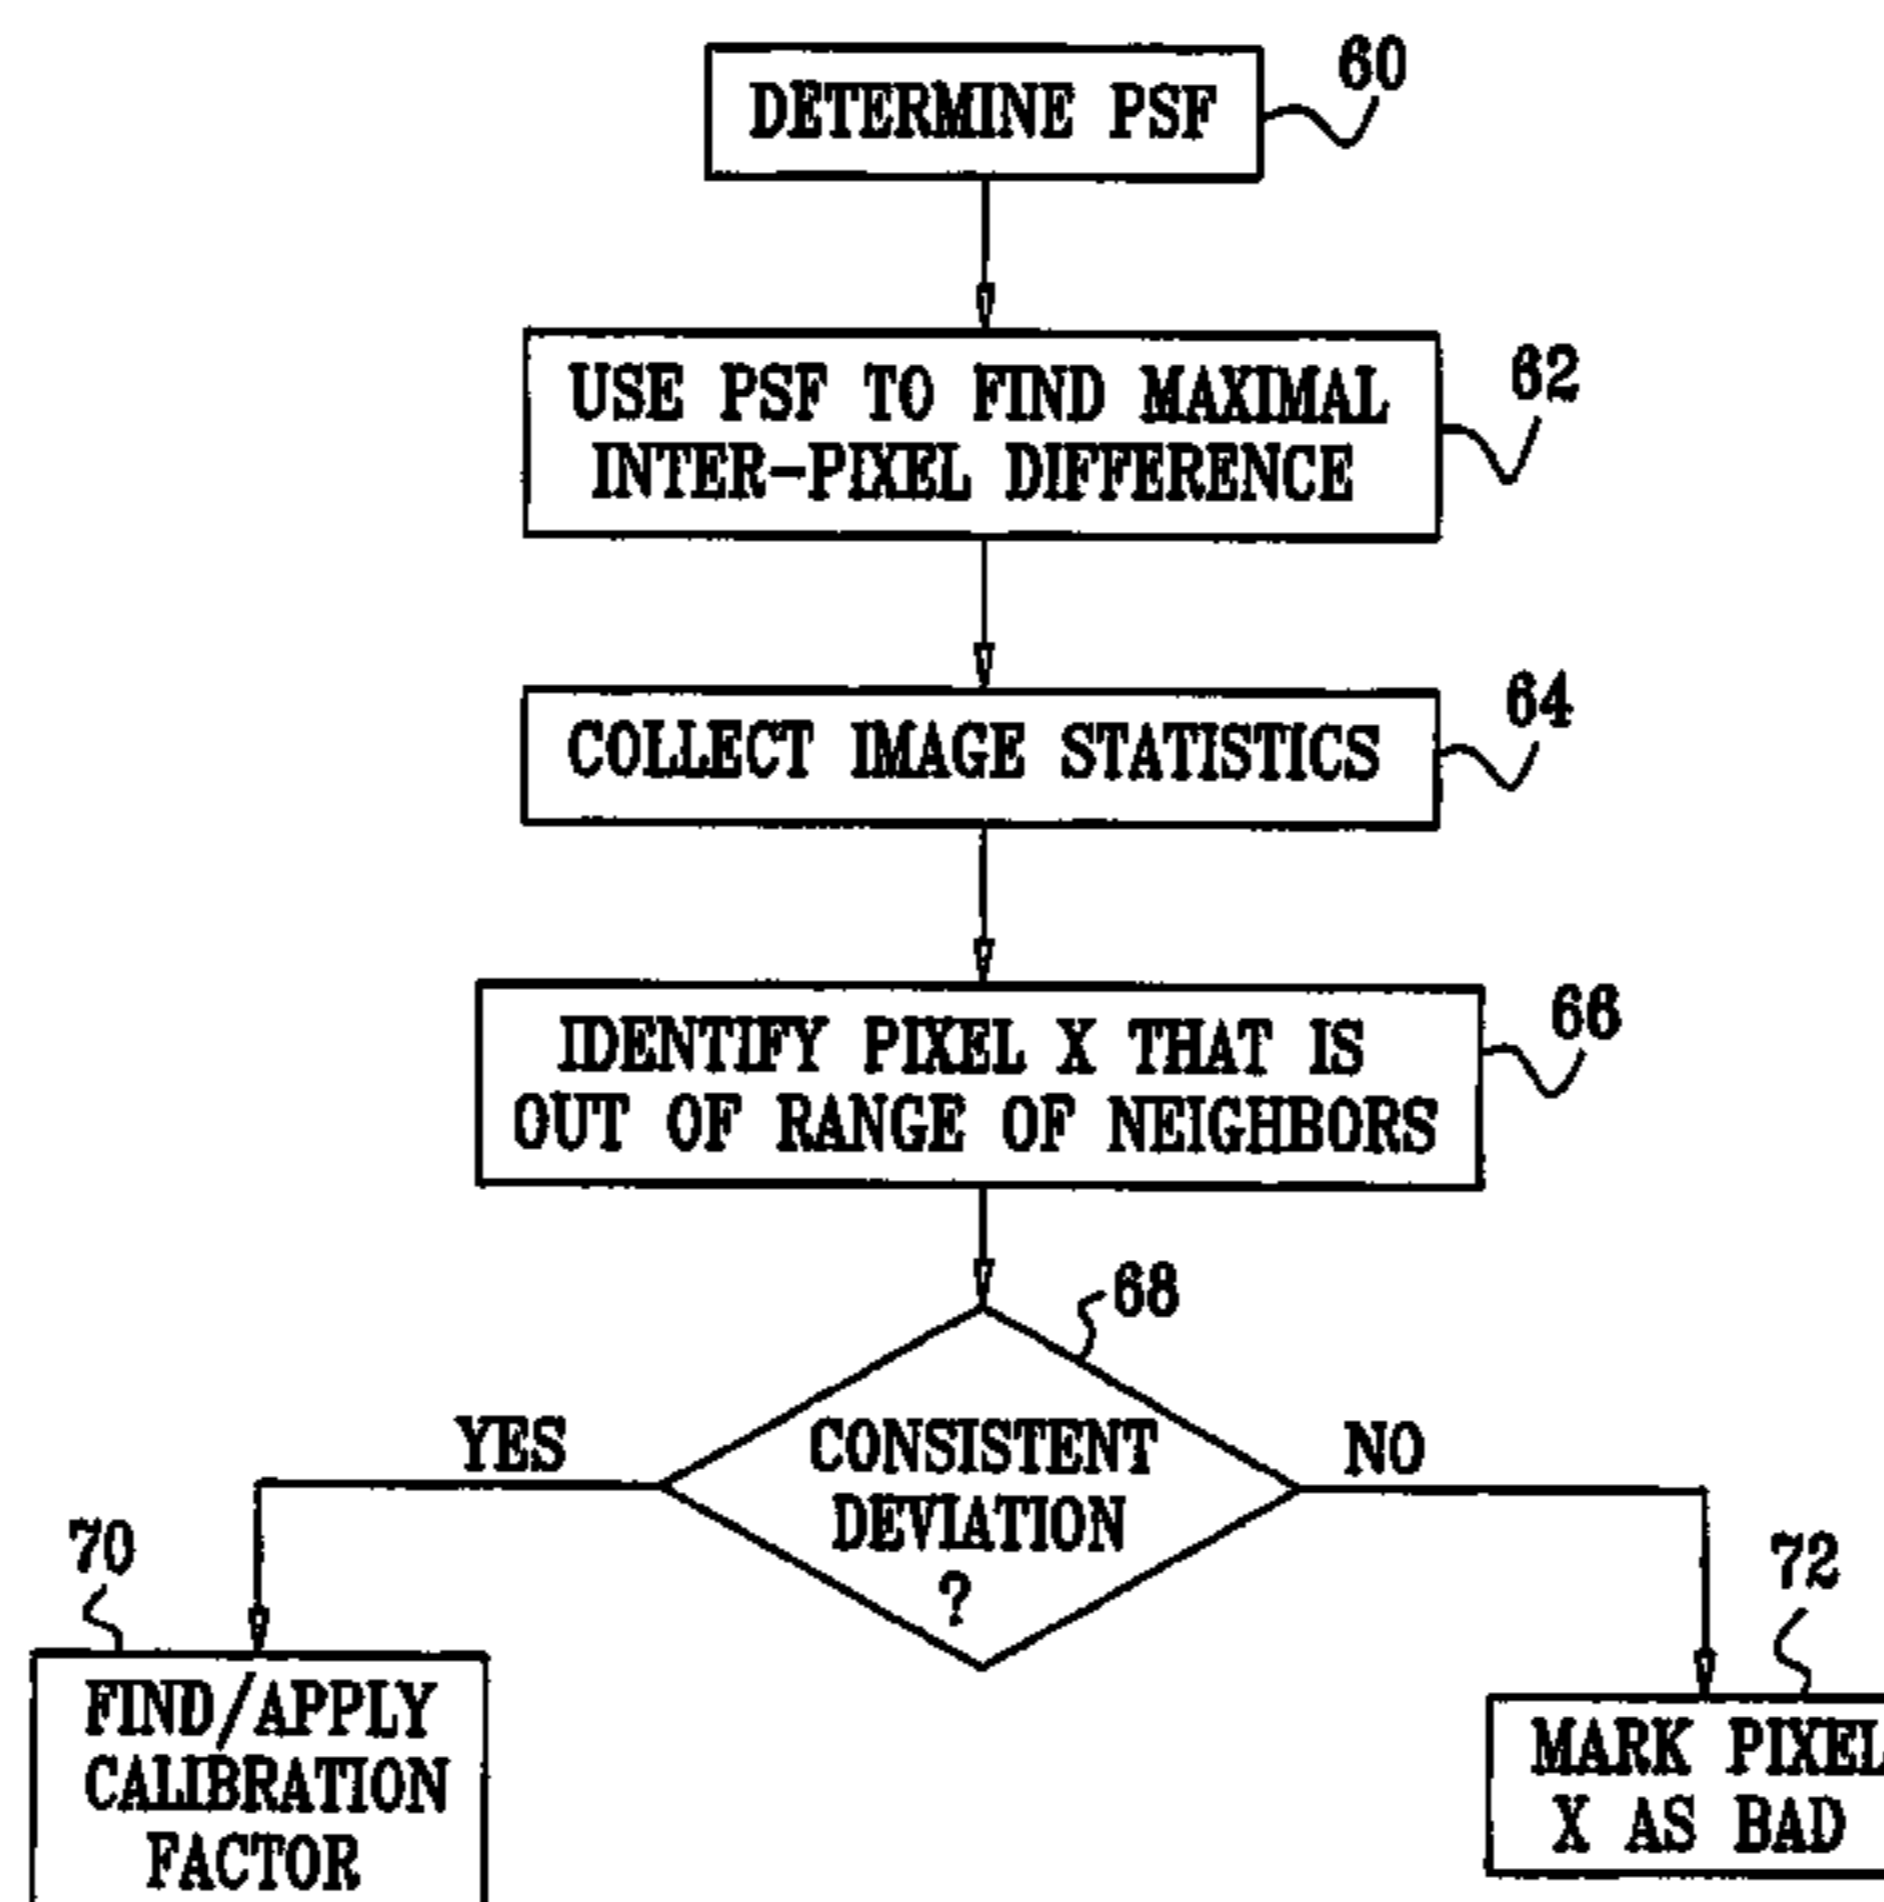 DETERMINE PSF
60
USE PSF TO FIND MAXIMAL
INTER-PIXEL DIFFERENCE
62
COLLECT IMAGE STATISTICS
64
IDENTIFY PIXEL X THAT IS
OUT OF RANGE OF NEIGHBORS
66
68
CONSISTENT
DEVIATION
?
YES
NO
70
FIND/APPLY
CALIBRATION
FACTOR
72
MARK PIXEL
X AS BAD